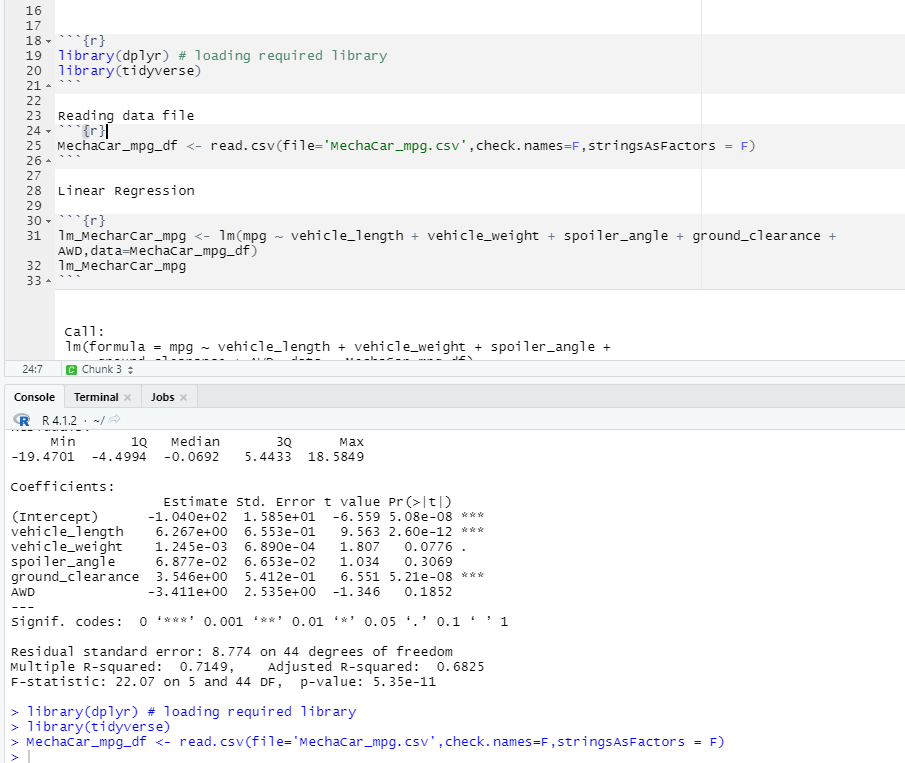 16
17
18 ```{r}
19 library(dplyr) # loading required library
20 library(tidyverse)
21 ```
22
23 Reading data file
24 ```{r}
25 MechaCar_mpg_df <- read.csv(file='MechaCar_mpg.csv',check.names=F,stringsAsFactors = F)
26 ```
27
28 Linear Regression
29
30 ```{r}
31 lm_MecharCar_mpg <- lm(mpg ~ vehicle_length + vehicle_weight + spoiler_angle + ground_clearance +
AWD,data=MechaCar_mpg_df)
32 lm_MecharCar_mpg
33 ```
Call:
lm(formula = mpg ~ vehicle_length + vehicle_weight + spoiler_angle +
ground_clearance + AWD, data = MechaCar_mpg_df)
24:7 C Chunk 3
Console Terminal × Jobs ×
R R 4.1.2 · ~/
Min 1Q Median 3Q Max
-19.4701 -4.4994 -0.0692 5.4433 18.5849
Coefficients:
Estimate Std. Error t value Pr(>|t|)
(Intercept) -1.040e+02 1.585e+01 -6.559 5.08e-08 ***
vehicle_length 6.267e+00 6.553e-01 9.563 2.60e-12 ***
vehicle_weight 1.245e-03 6.890e-04 1.807 0.0776 .
spoiler_angle 6.877e-02 6.653e-02 1.034 0.3069
ground_clearance 3.546e+00 5.412e-01 6.551 5.21e-08 ***
AWD -3.411e+00 2.535e+00 -1.346 0.1852
---
Signif. codes: 0 ‘***’ 0.001 ‘**’ 0.01 ‘*’ 0.05 ‘.’ 0.1 ‘ ’ 1
Residual standard error: 8.774 on 44 degrees of freedom
Multiple R-squared: 0.7149, Adjusted R-squared: 0.6825
F-statistic: 22.07 on 5 and 44 DF, p-value: 5.35e-11
> library(dplyr) # loading required library
> library(tidyverse)
> MechaCar_mpg_df <- read.csv(file='MechaCar_mpg.csv',check.names=F,stringsAsFactors = F)
>